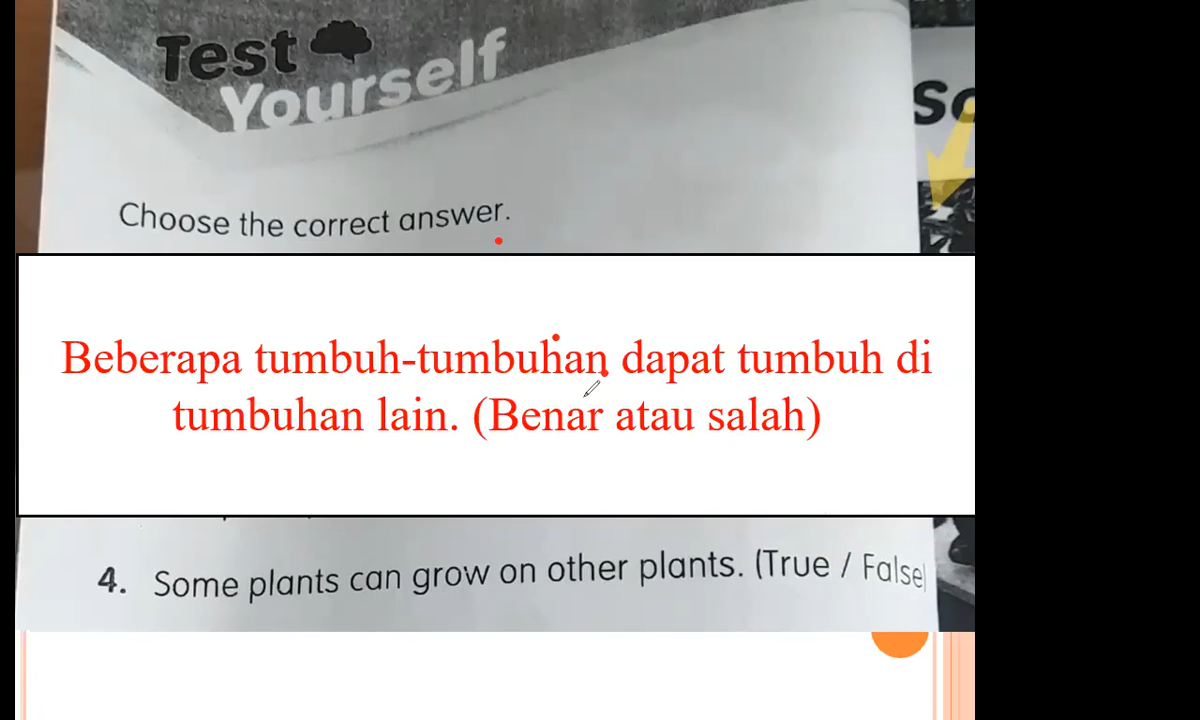 Test
Yourself
Choose the correct answer.
Beberapa tumbuh-tumbuhan dapat tumbuh di
tumbuhan lain. (Benar atau salah)
4. Some plants can grow on other plants. (True / False)